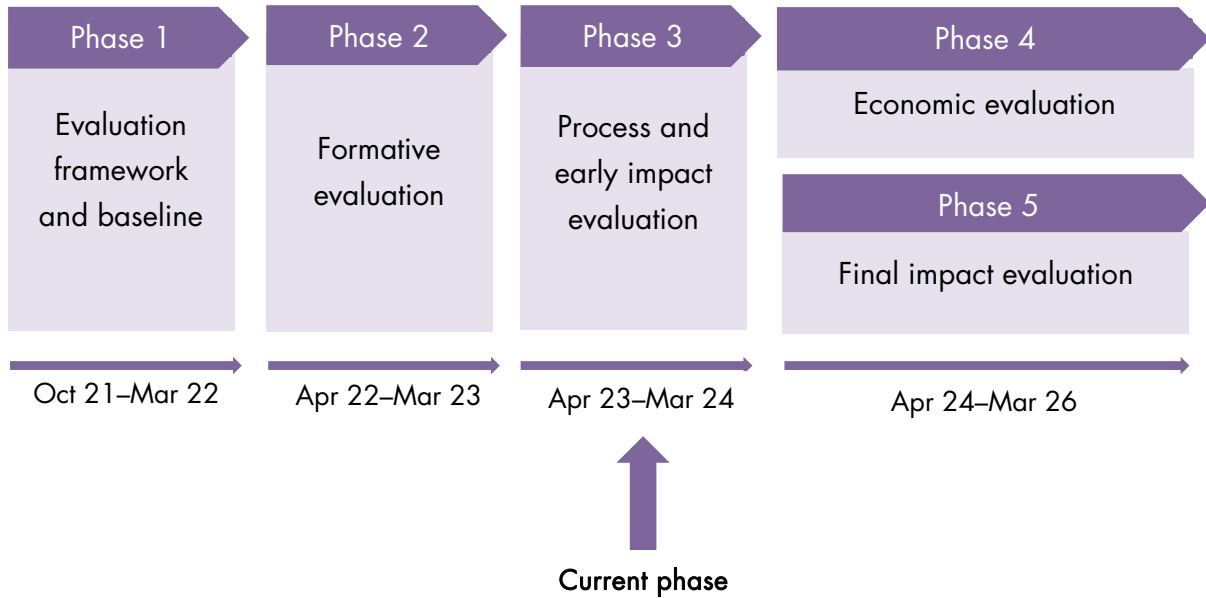 Phase 1
Evaluation
framework
and baseline
Oct 21–Mar 22
Phase 2
Formative
evaluation
Apr 22–Mar 23
Phase 3
Process and
early impact
evaluation
Apr 23–Mar 24
Current phase
Phase 4
Economic evaluation
Phase 5
Final impact evaluation
Apr 24–Mar 26